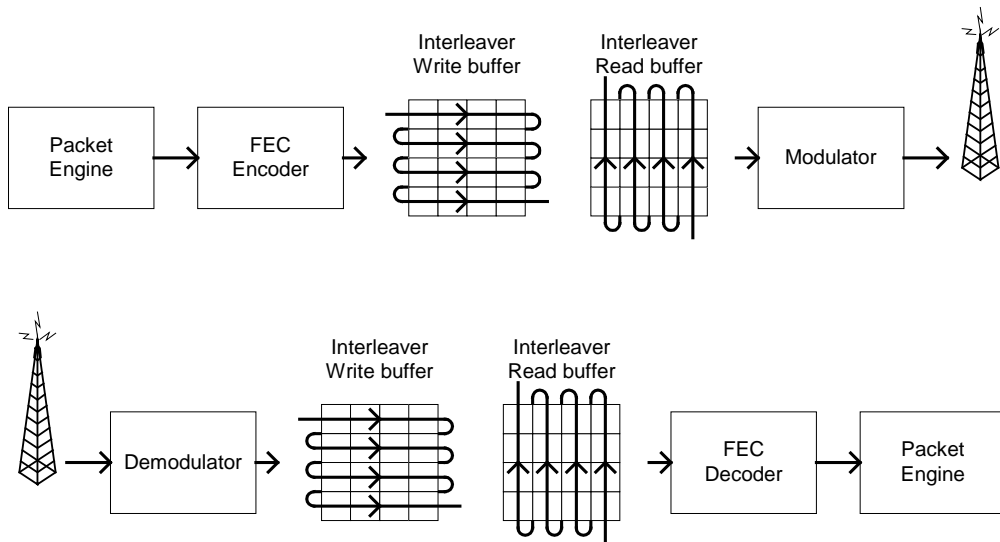 Interleaver
Write buffer
Interleaver
Read buffer
Packet
Engine
FEC
Encoder
Modulator
Interleaver
Write buffer
Interleaver
Read buffer
Demodulator
FEC
Decoder
Packet
Engine